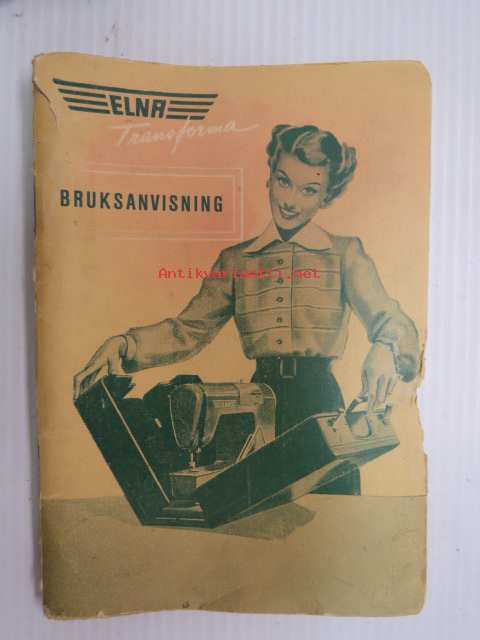 ELNA
Transforma
BRUKSANVISNING
Antikvariaatti.net